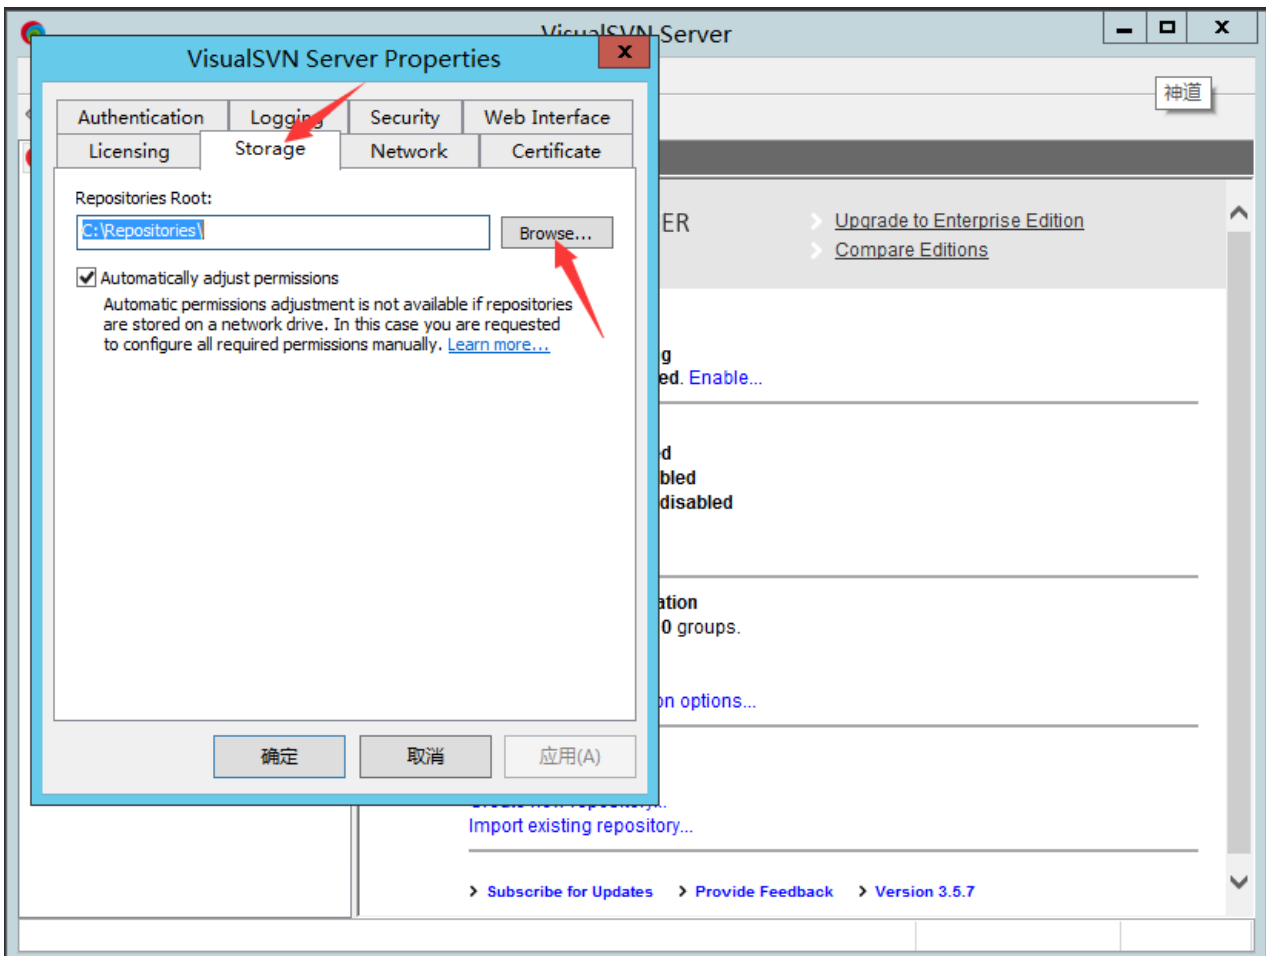 VisualSVN Server
VisualSVN Server Properties
x
神道
Authentication
Logging
Security
Web Interface
Licensing
Storage
Network
Certificate
Repositories Root:
C:\Repositories\
Browse...
Automatically adjust permissions
Automatic permissions adjustment is not available if repositories
are stored on a network drive. In this case you are requested
to configure all required permissions manually. Learn more...
确定
取消
应用(A)
ER
Upgrade to Enterprise Edition
Compare Editions
g
ed. Enable...
d
bled
disabled
ation
0 groups.
on options...
Create new repository...
Import existing repository...
Subscribe for Updates
Provide Feedback
Version 3.5.7